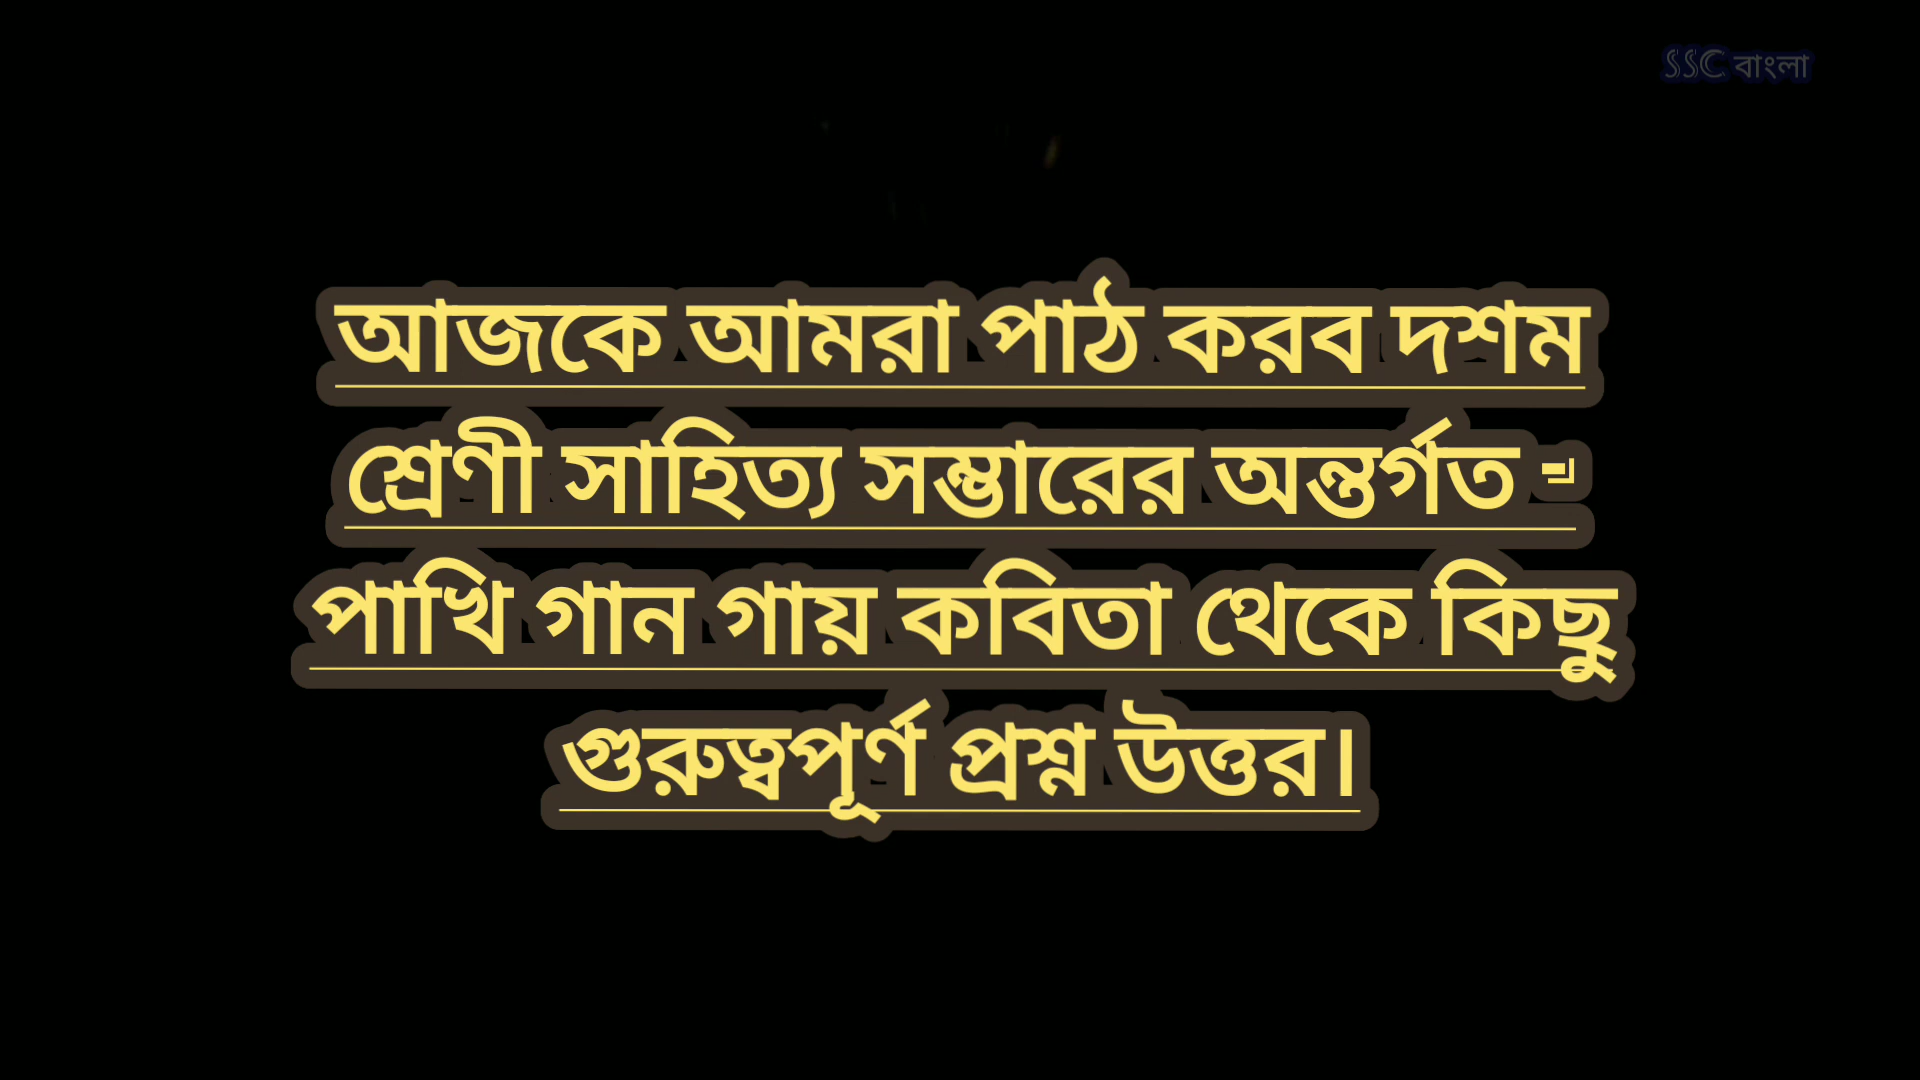 SSC বাংলা
আজকে আমরা পাঠ করব দশম
শ্রেণী সাহিত্য সম্ভারের অন্তর্গত
পাখি গান গায় কবিতা থেকে কিছু
গুরুত্বপূর্ণ প্রশ্ন উত্তর।